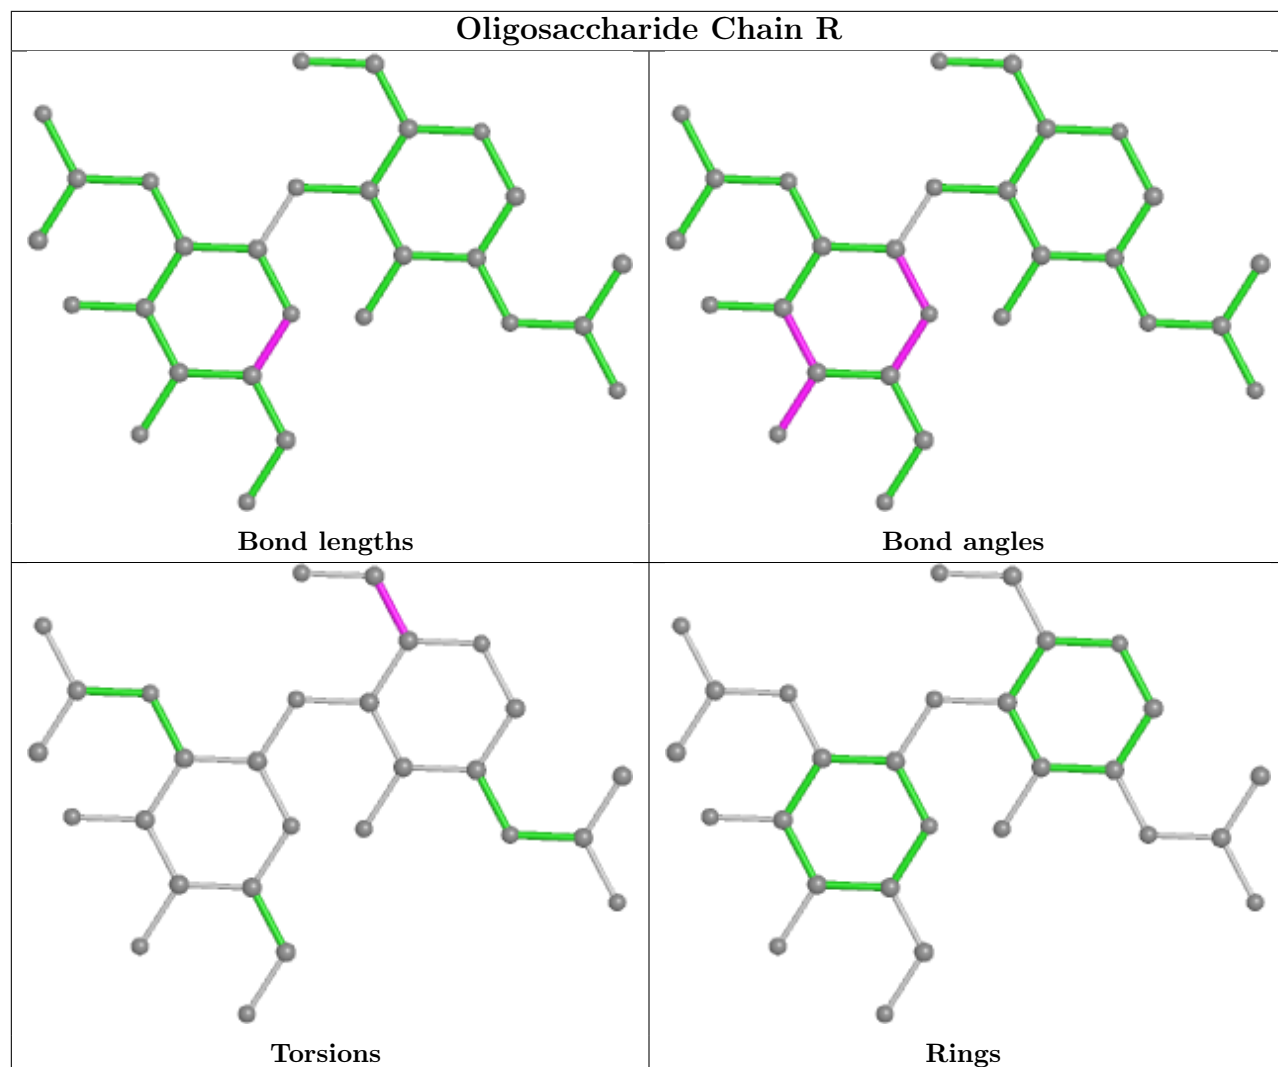 Oligosaccharide Chain R
Bond lengths
Bond angles
Torsions
Rings